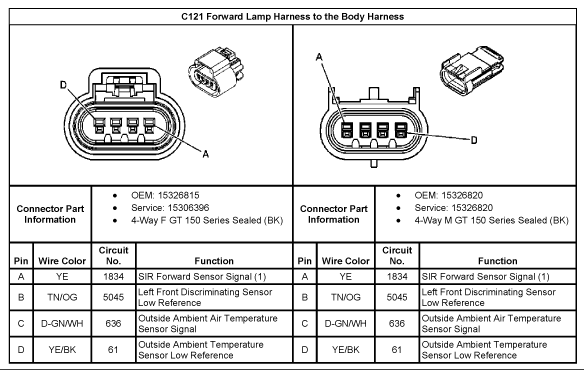 C121 Forward Lamp Harness to the Body Harness
D
A
A
D
Connector Part Information
• OEM: 15326815
• Service: 15306396
• 4-Way F GT 150 Series Sealed (BK)
Connector Part Information
• OEM: 15326820
• Service: 15326820
• 4-Way M GT 150 Series Sealed (BK)
Pin Wire Color Circuit No. Function Pin Wire Color Circuit No. Function
A YE 1834 SIR Forward Sensor Signal (1) A YE 1834 SIR Forward Sensor Signal (1)
B TN/OG 5045 Left Front Discriminating Sensor Low Reference B TN/OG 5045 Left Front Discriminating Sensor Low Reference
C D-GN/WH 636 Outside Ambient Air Temperature Sensor Signal C D-GN/WH 636 Outside Ambient Air Temperature Sensor Signal
D YE/BK 61 Outside Ambient Temperature Sensor Low Reference D YE/BK 61 Outside Ambient Temperature Sensor Low Reference